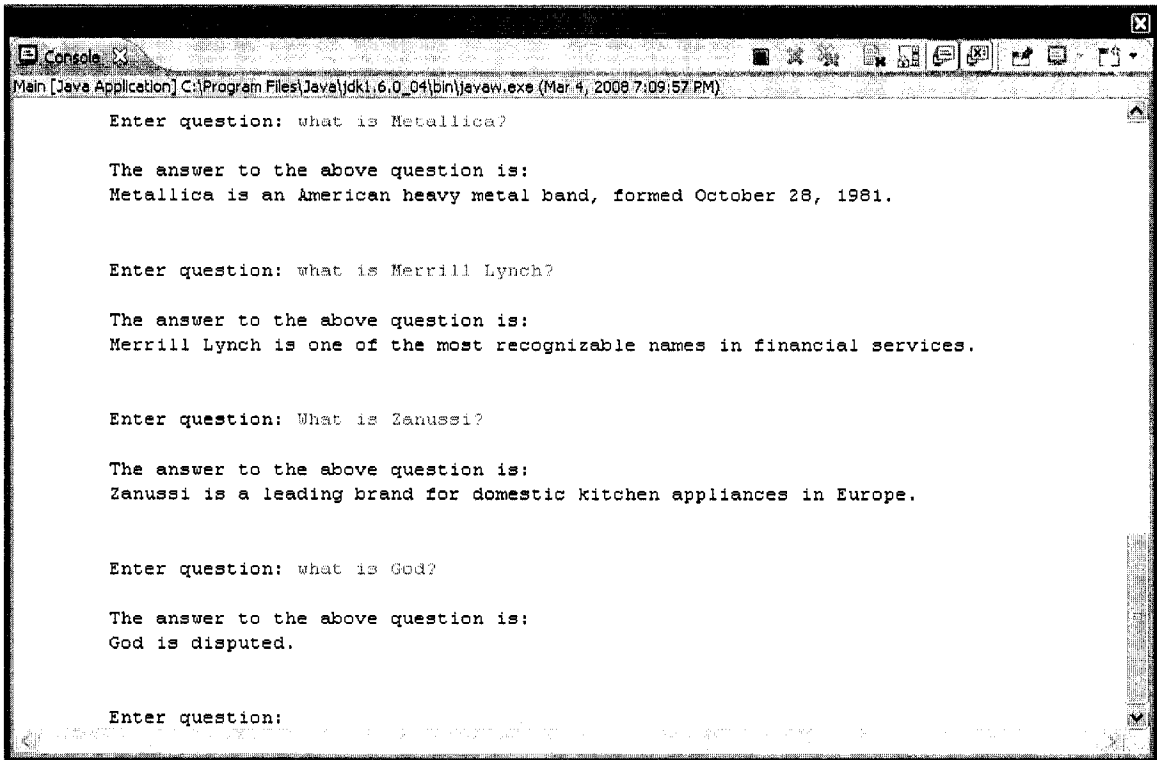 Console
Main [Java Application] C:\Program Files\Java\jdk1.6.0_04\bin\javaw.exe (Mar 4, 2008 7:09:57 PM)
Enter question: what is Metallica?
The answer to the above question is:
Metallica is an American heavy metal band, formed October 28, 1981.
Enter question: what is Merrill Lynch?
The answer to the above question is:
Merrill Lynch is one of the most recognizable names in financial services.
Enter question: What is Zanussi?
The answer to the above question is:
Zanussi is a leading brand for domestic kitchen appliances in Europe.
Enter question: what is God?
The answer to the above question is:
God is disputed.
Enter question: